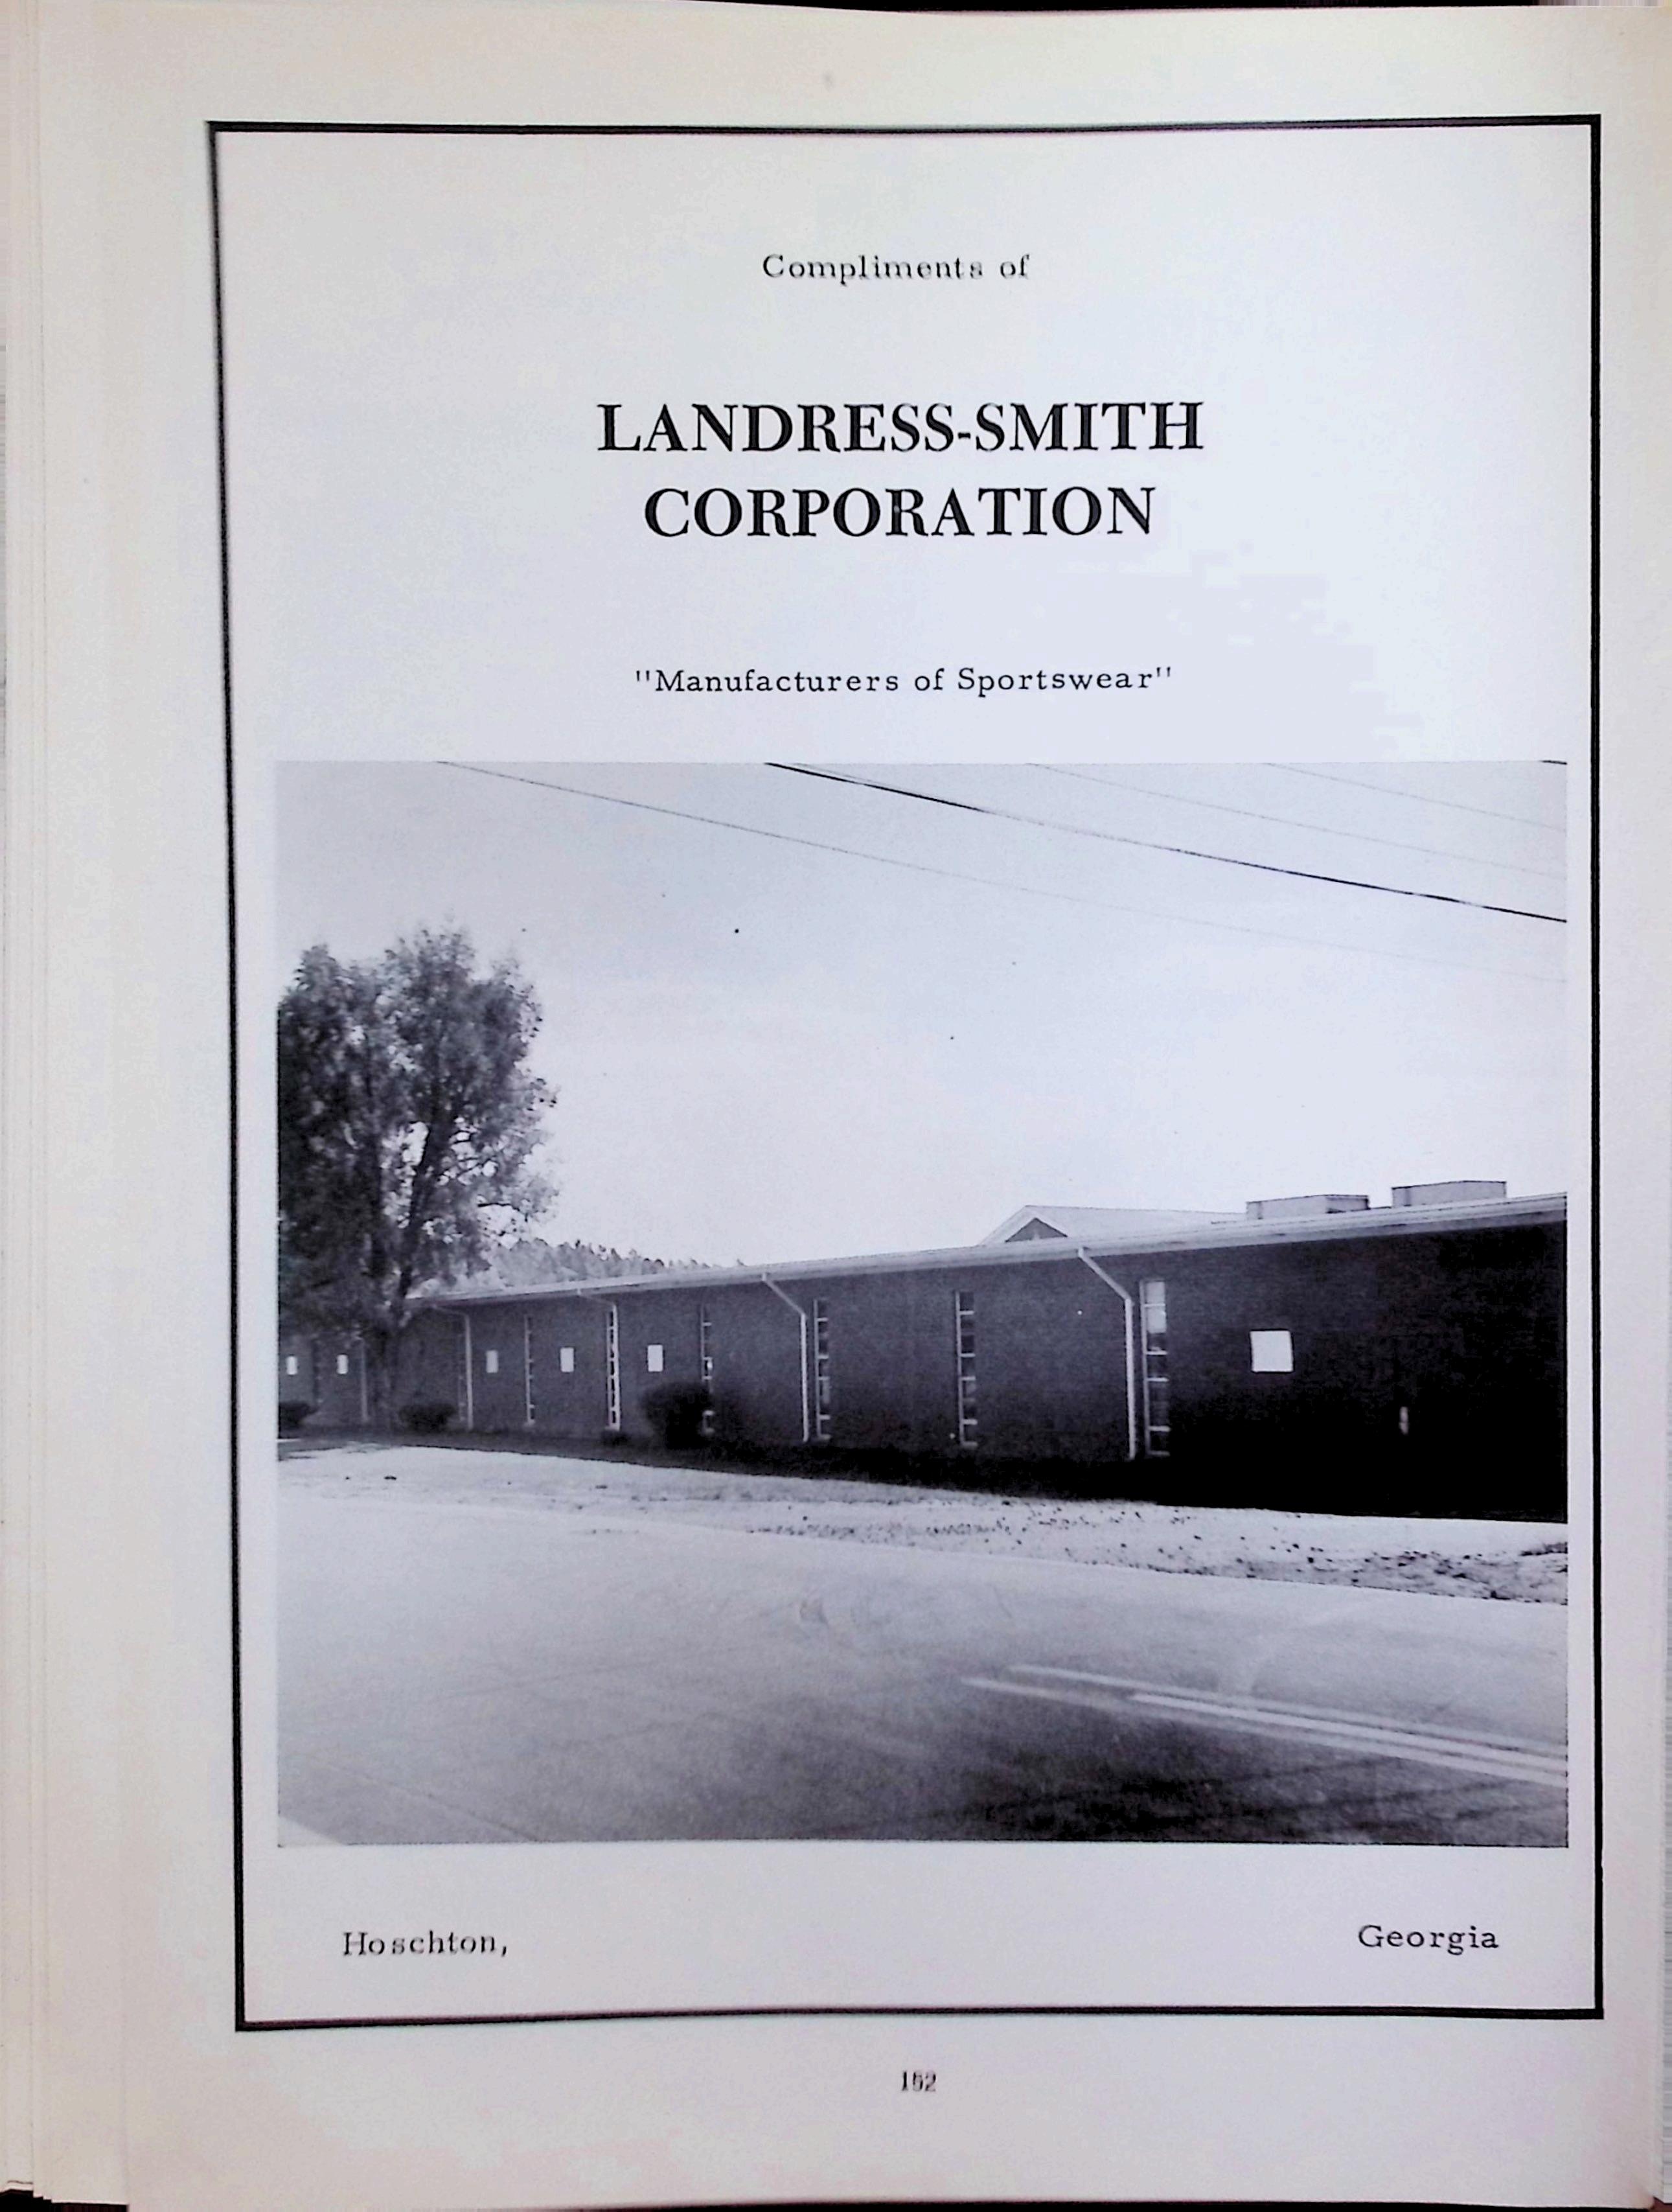 Compliments of
LANDRESS-SMITH
CORPORATION
"Manufacturers of Sportswear"
Hoschton, Georgia
152